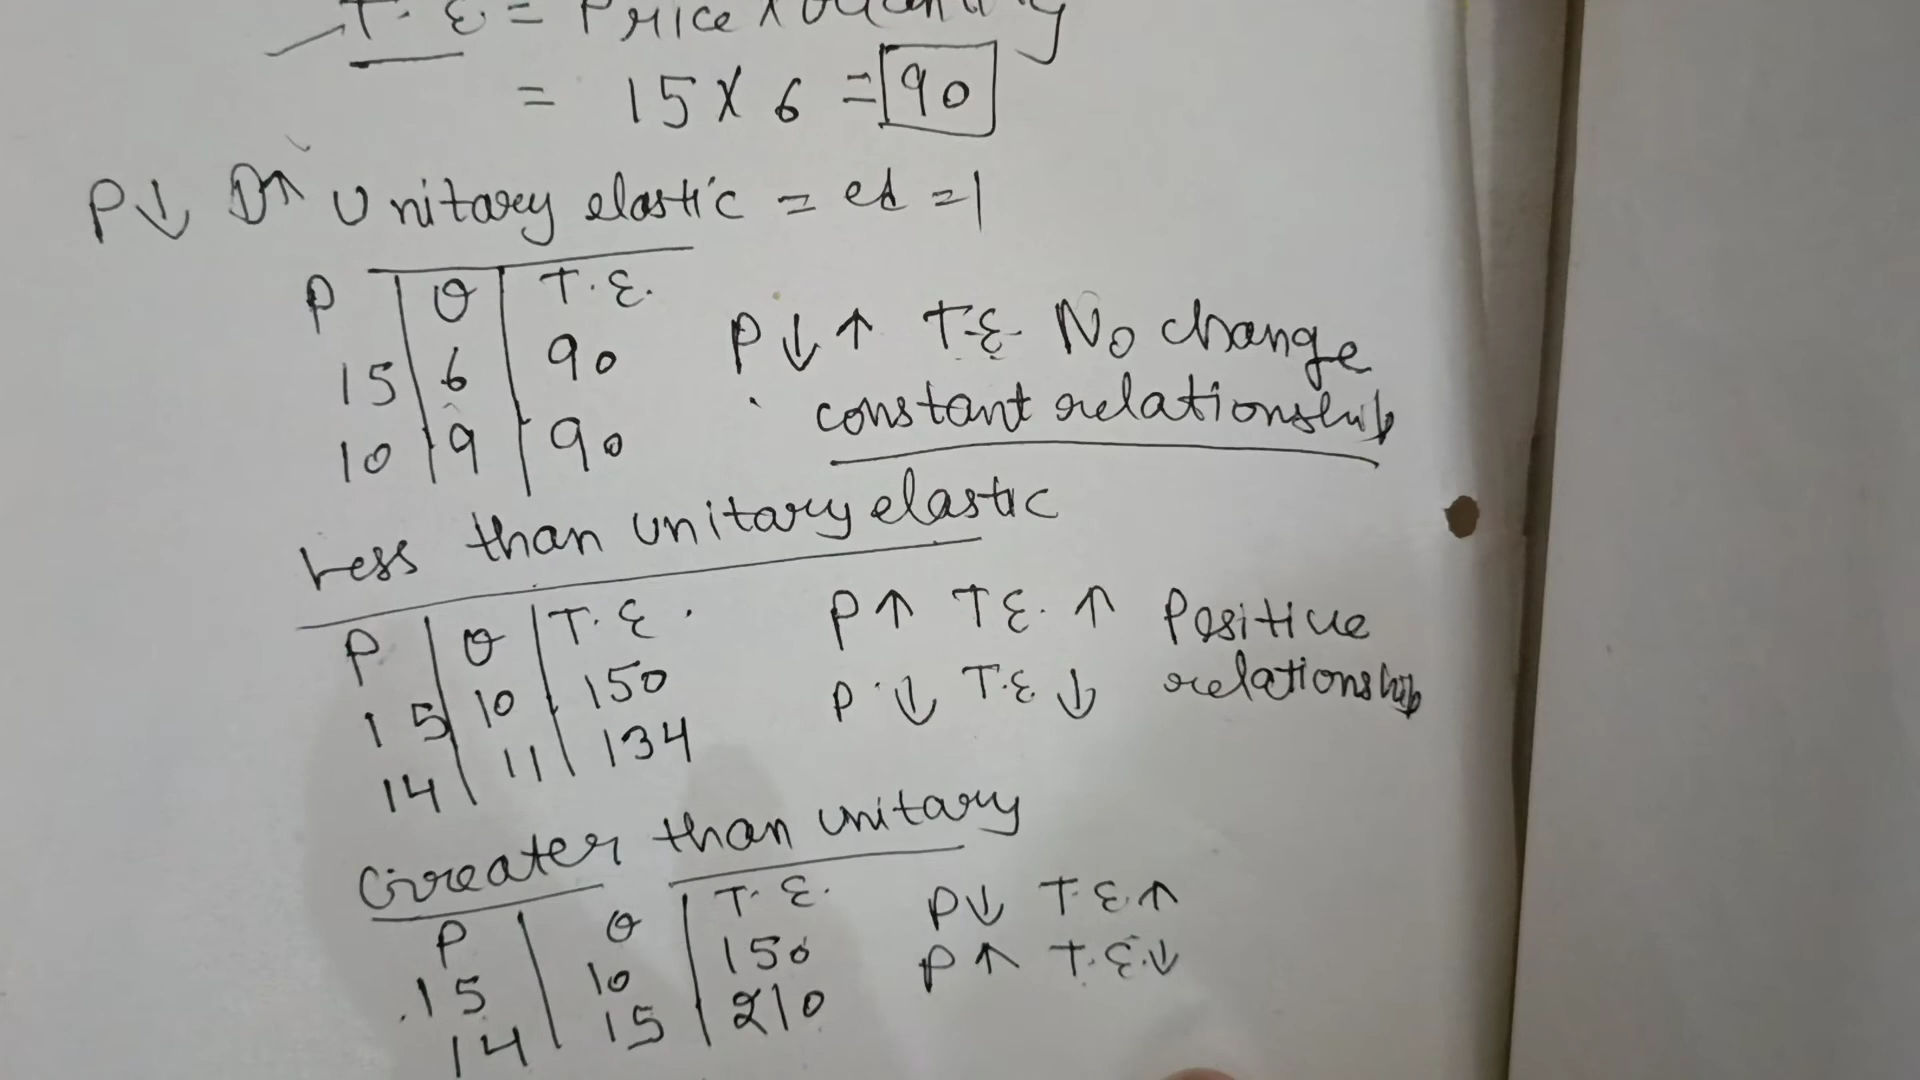 T. E = Price X Quantity
= 15 X 6 = 90
P↓ D↑ Unitary elastic = ed = 1
P Q T.E.
15 6 90
10 9 90
P↓↑ T.E No change
constant relationship
Less than unitary elastic
P Q T.E.
15 10 150
14 11 134
P↑ T.E.↑ Positive
P↓ T.E↓ relationship
Greater than unitary
P Q T.E.
15 10 150
14 15 210
P↓ T.E.↑
P↑ T.E.↓